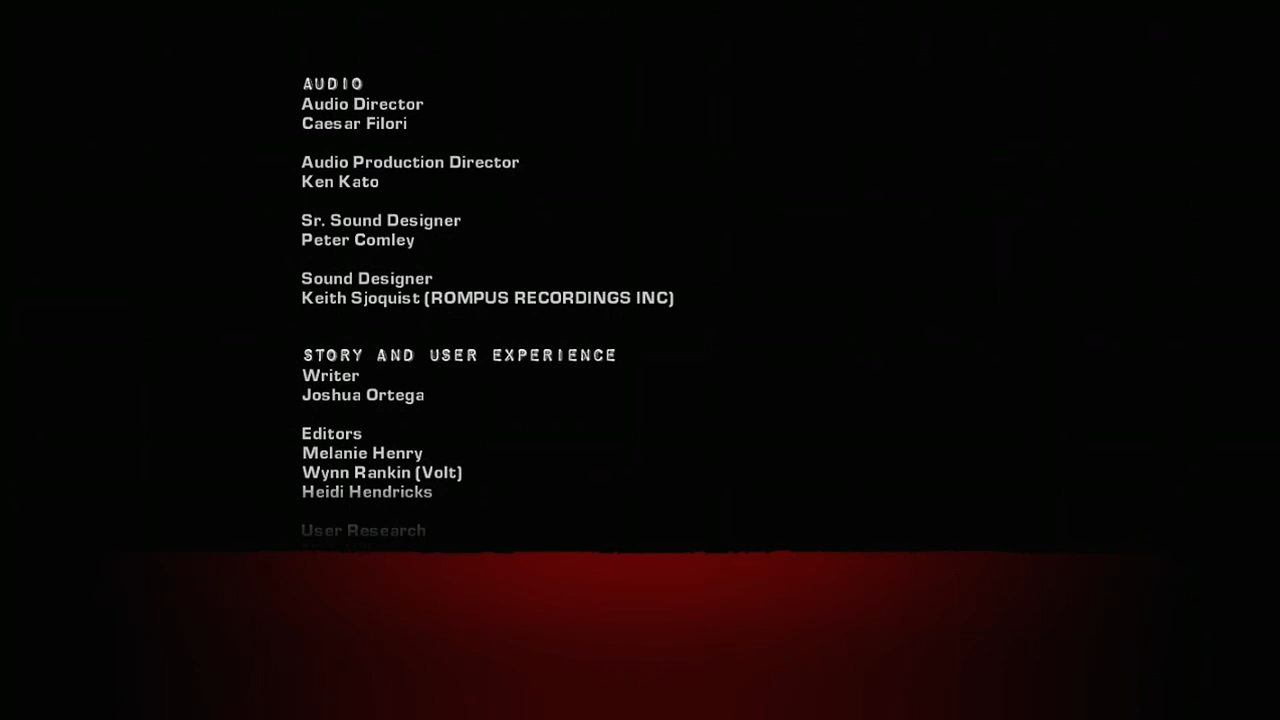 AUDIO
Audio Director
Caesar Filori
Audio Production Director
Ken Kato
Sr. Sound Designer
Peter Comley
Sound Designer
Keith Sjoquist (ROMPUS RECORDINGS INC)
STORY AND USER EXPERIENCE
Writer
Joshua Ortega
Editors
Melanie Henry
Wynn Rankin (Volt)
Heidi Hendricks
User Research